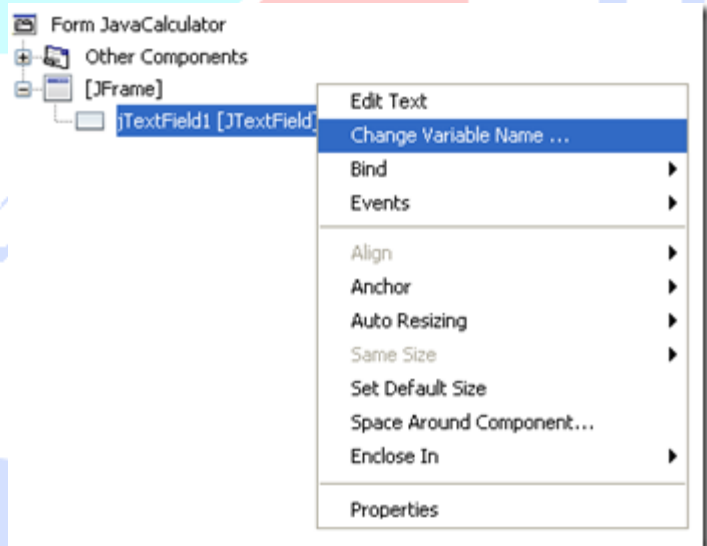 Form JavaCalculator
Other Components
[JFrame]
jTextField1 [JTextField]
Edit Text
Change Variable Name ...
Bind
Events
Align
Anchor
Auto Resizing
Same Size
Set Default Size
Space Around Component...
Enclose In
Properties